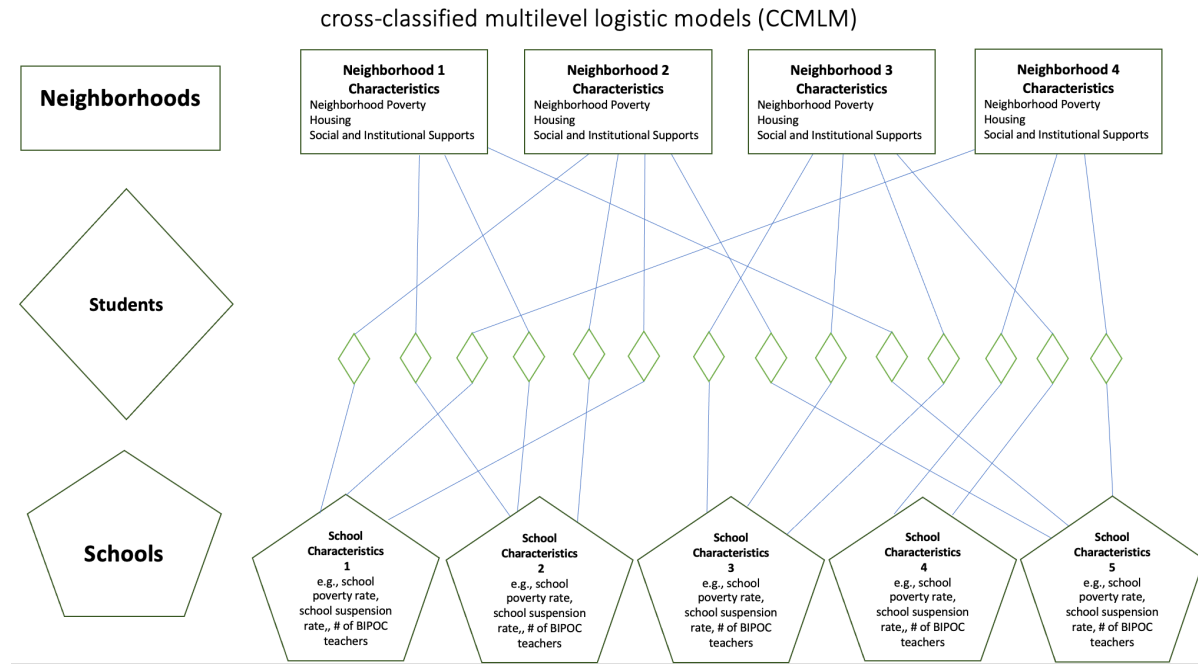 cross-classified multilevel logistic models (CCMLM)
Neighborhoods
Neighborhood 1
Characteristics
Neighborhood Poverty
Housing
Social and Institutional Supports
Neighborhood 2
Characteristics
Neighborhood Poverty
Housing
Social and Institutional Supports
Neighborhood 3
Characteristics
Neighborhood Poverty
Housing
Social and Institutional Supports
Neighborhood 4
Characteristics
Neighborhood Poverty
Housing
Social and Institutional Supports
Students
Schools
School
Characteristics
1
e.g., school
poverty rate,
school suspension
rate,, # of BIPOC
teachers
School
Characteristics
2
e.g., school
poverty rate,
school suspension
rate,, # of BIPOC
teachers
School
Characteristics
3
e.g., school
poverty rate,
school suspension
rate, # of BIPOC
teachers
School
Characteristics
4
e.g., school
poverty rate,
school suspension
rate,, # of BIPOC
teachers
School
Characteristics
5
e.g., school
poverty rate,
school suspension
rate, # of BIPOC
teachers